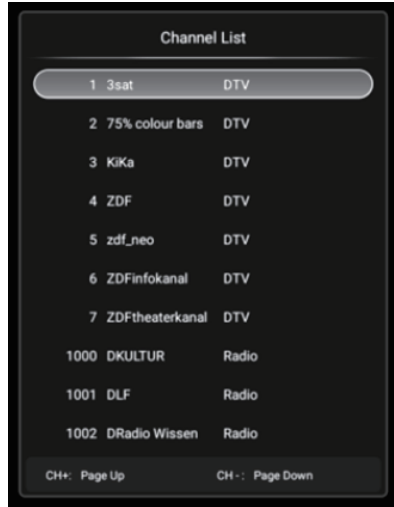 Channel List
1 3sat DTV
2 75% colour bars DTV
3 KiKa DTV
4 ZDF DTV
5 zdf_neo DTV
6 ZDFinfokanal DTV
7 ZDFtheaterkanal DTV
1000 DKULTUR Radio
1001 DLF Radio
1002 DRadio Wissen Radio
CH+: Page Up CH -: Page Down